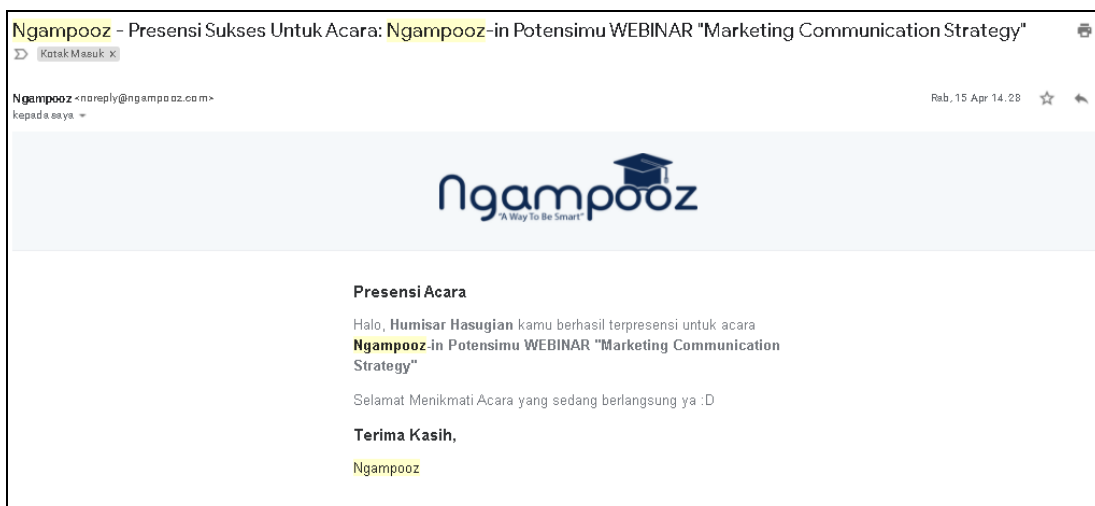 Ngampooz - Presensi Sukses Untuk Acara: Ngampooz-in Potensimu WEBINAR "Marketing Communication Strategy"
Kotak Masuk x
Ngampooz <noreply@ngampooz.com>
Rab, 15 Apr 14.28
kepada saya
Ngampooz
"A Way To Be Smart"
Presensi Acara
Halo, Humisar Hasugian kamu berhasil terpresensi untuk acara
Ngampooz-in Potensimu WEBINAR "Marketing Communication
Strategy"
Selamat Menikmati Acara yang sedang berlangsung ya :D
Terima Kasih,
Ngampooz